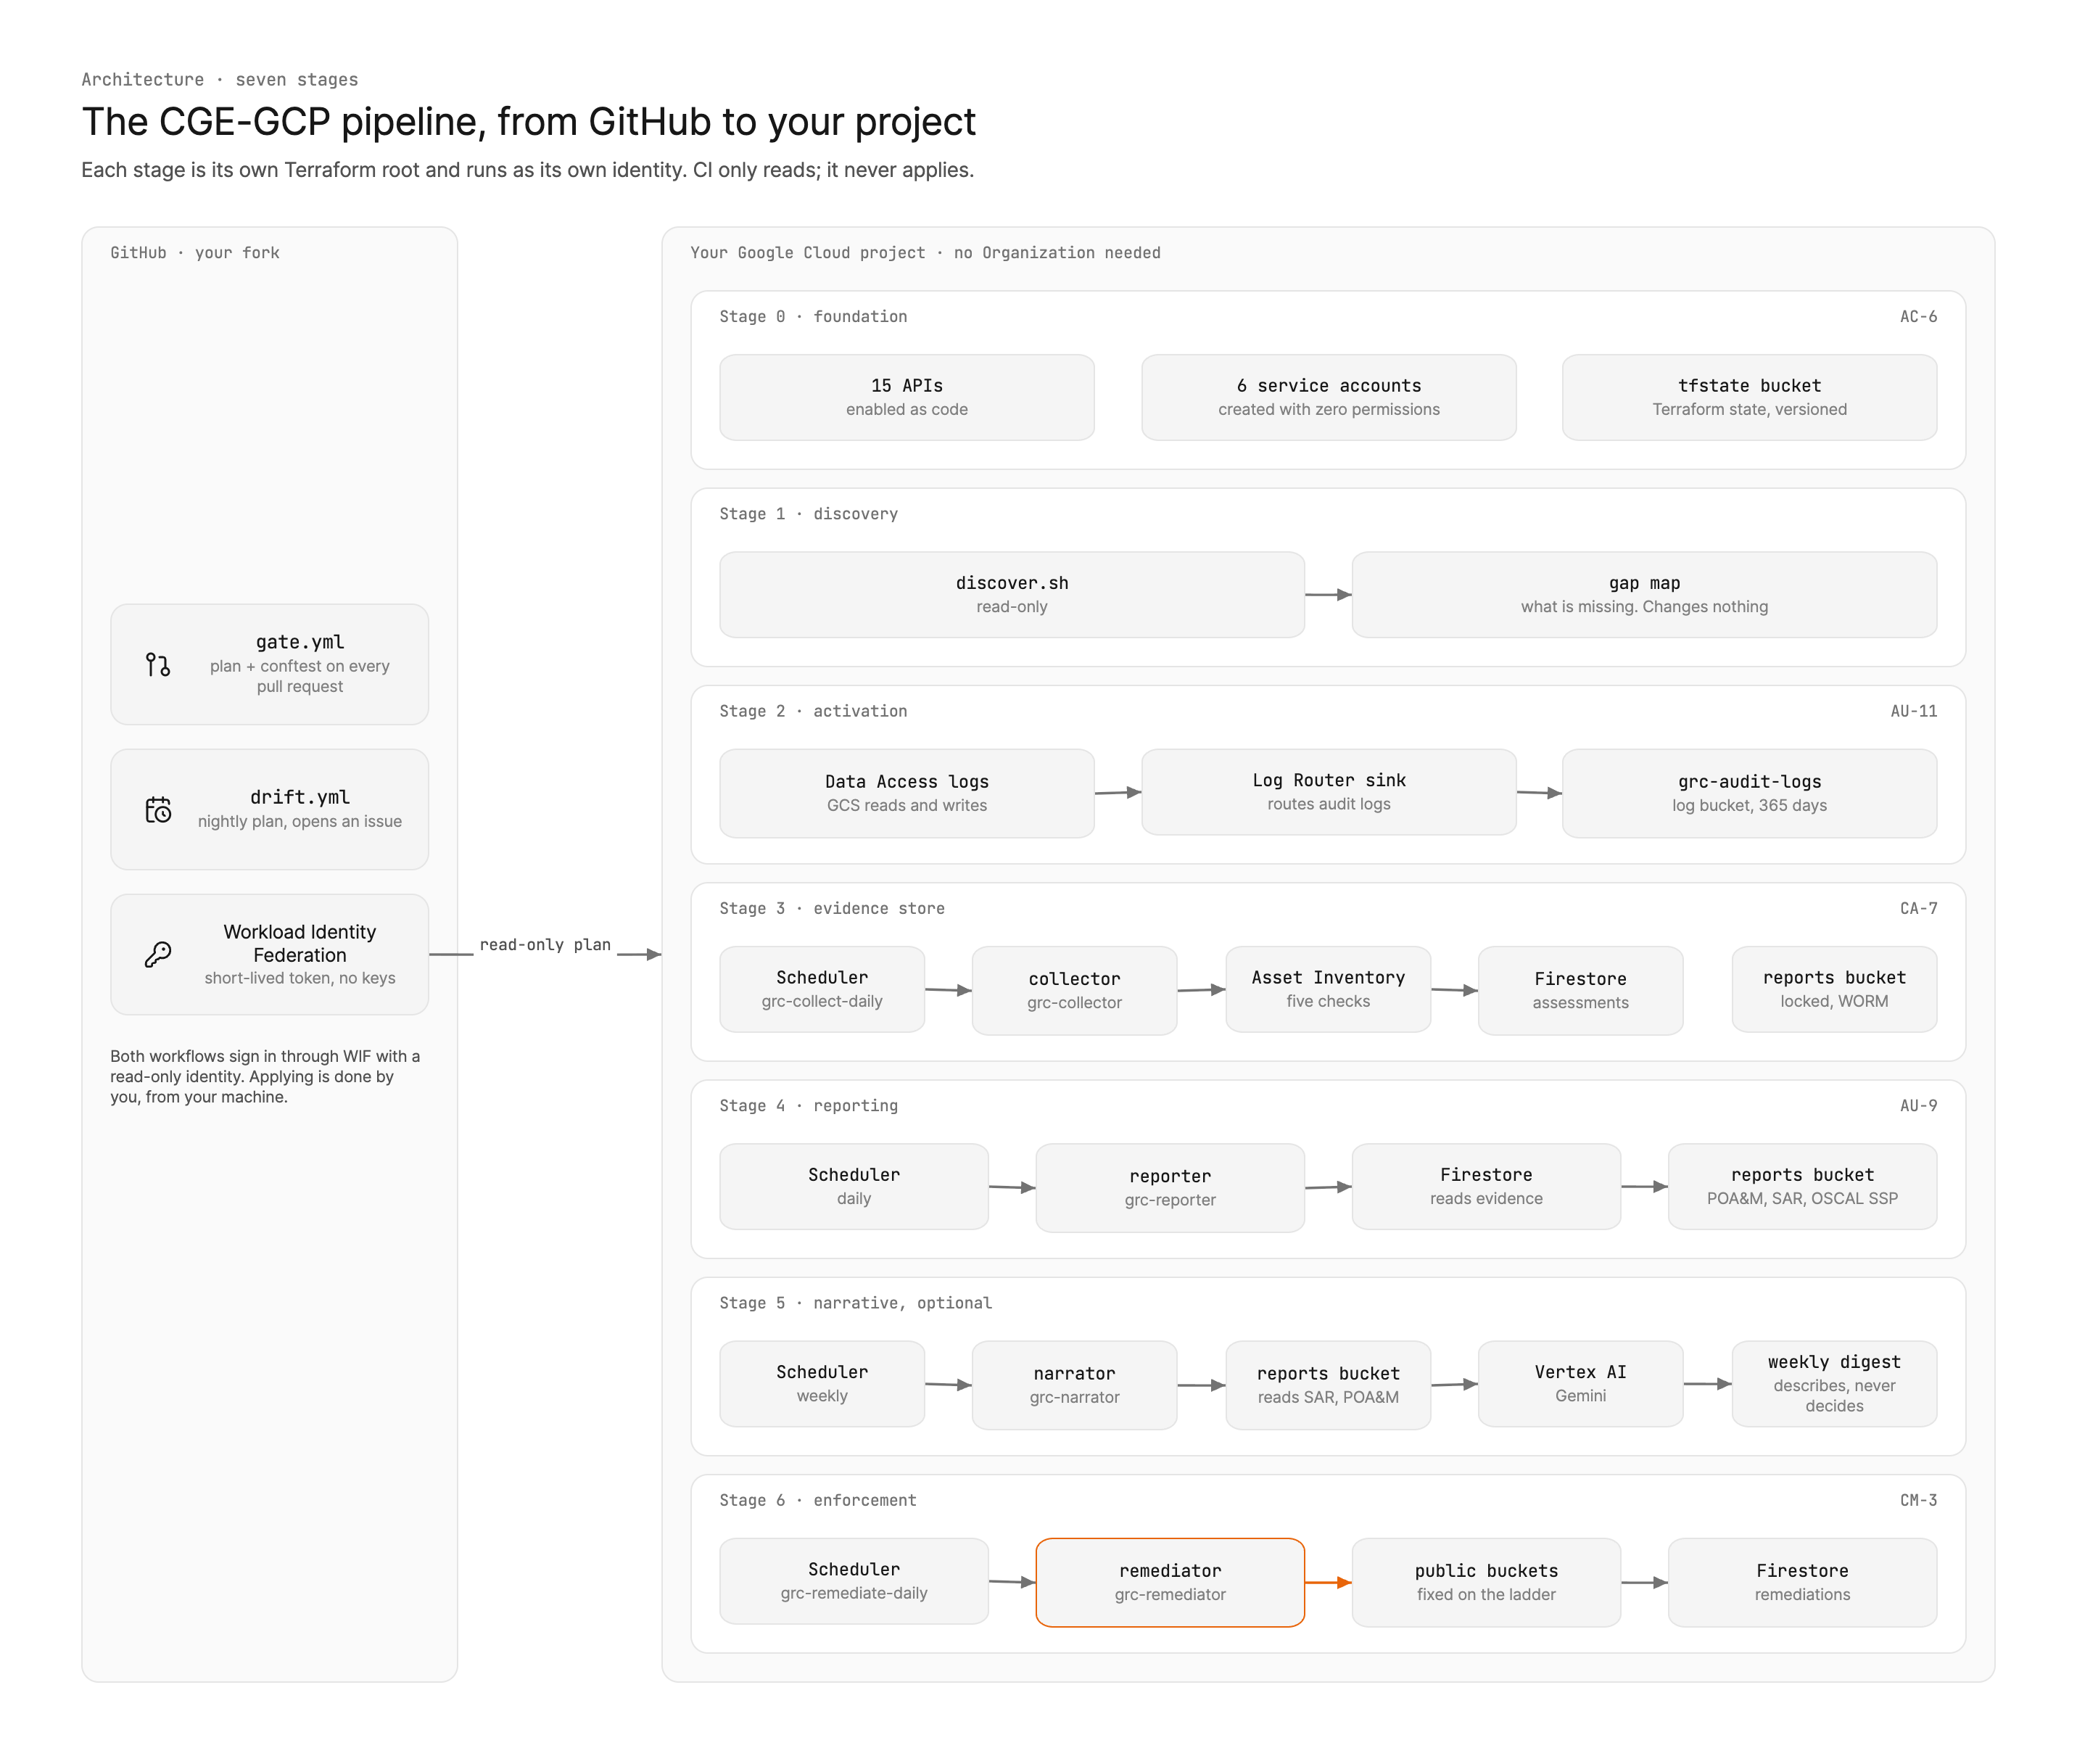 Architecture · seven stages
The CGE-GCP pipeline, from GitHub to your project
Each stage is its own Terraform root and runs as its own identity. CI only reads; it never applies.
GitHub · your fork
gate.yml
plan + conftest on every
pull request
drift.yml
nightly plan, opens an issue
Workload Identity
Federation
short-lived token, no keys
Both workflows sign in through WIF with a
read-only identity. Applying is done by
you, from your machine.
read-only plan
Your Google Cloud project · no Organization needed
Stage 0 · foundation
AC-6
15 APIs
enabled as code
6 service accounts
created with zero permissions
tfstate bucket
Terraform state, versioned
Stage 1 · discovery
discover.sh
read-only
gap map
what is missing. Changes nothing
Stage 2 · activation
AU-11
Data Access logs
GCS reads and writes
Log Router sink
routes audit logs
grc-audit-logs
log bucket, 365 days
Stage 3 · evidence store
CA-7
Scheduler
grc-collect-daily
collector
grc-collector
Asset Inventory
five checks
Firestore
assessments
reports bucket
locked, WORM
Stage 4 · reporting
AU-9
Scheduler
daily
reporter
grc-reporter
Firestore
reads evidence
reports bucket
POA&M, SAR, OSCAL SSP
Stage 5 · narrative, optional
Scheduler
weekly
narrator
grc-narrator
reports bucket
reads SAR, POA&M
Vertex AI
Gemini
weekly digest
describes, never
decides
Stage 6 · enforcement
CM-3
Scheduler
grc-remediate-daily
remediator
grc-remediator
public buckets
fixed on the ladder
Firestore
remediations